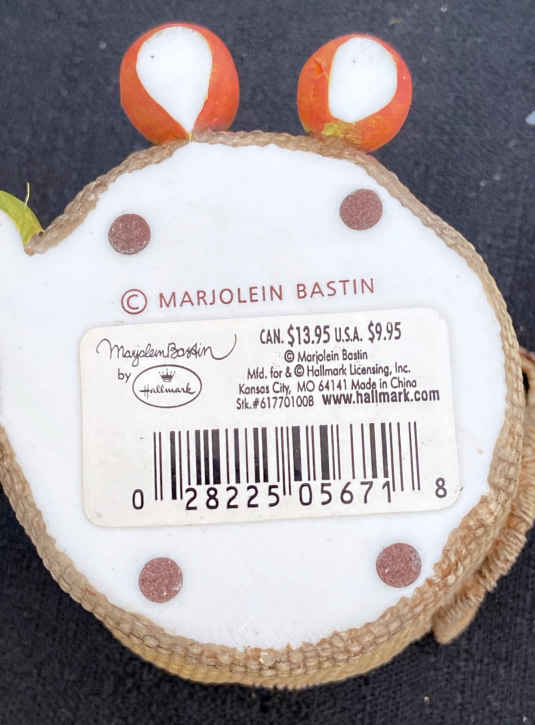 © MARJOLEIN BASTIN
Marjolein Bastin
by Hallmark
CAN. $13.95 U.S.A. $9.95
© Marjolein Bastin
Mfd. for & © Hallmark Licensing, Inc.
Kansas City, MO 64141 Made in China
Stk.#617701008 www.hallmark.com
0 28225 05671 8